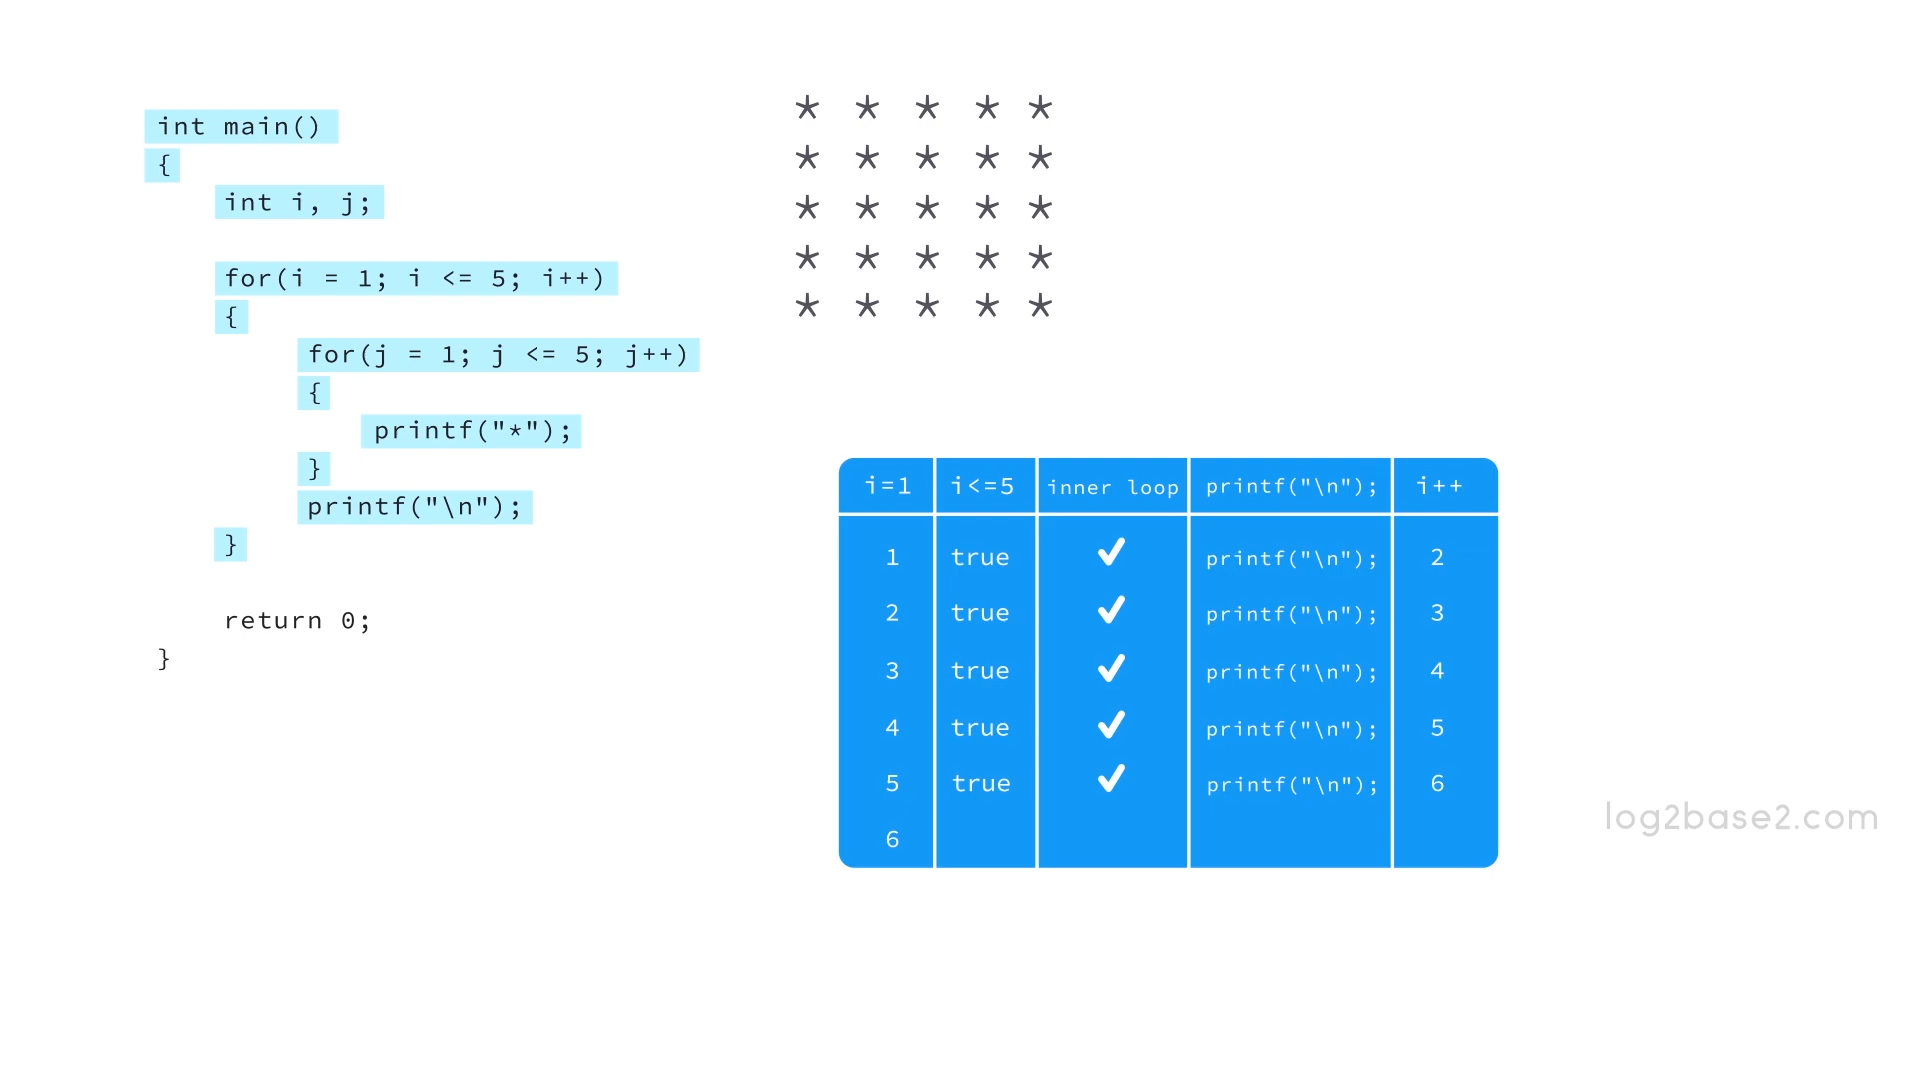 int main()
{
int i, j;
for(i = 1; i <= 5; i++)
{
for(j = 1; j <= 5; j++)
{
printf("*");
}
printf("\n");
}
return 0;
}
* * * * *
* * * * *
* * * * *
* * * * *
* * * * *
i=1 i<=5 inner loop printf("\n"); i++
1 true ✔ printf("\n"); 2
2 true ✔ printf("\n"); 3
3 true ✔ printf("\n"); 4
4 true ✔ printf("\n"); 5
5 true ✔ printf("\n"); 6
6
log2base2.com